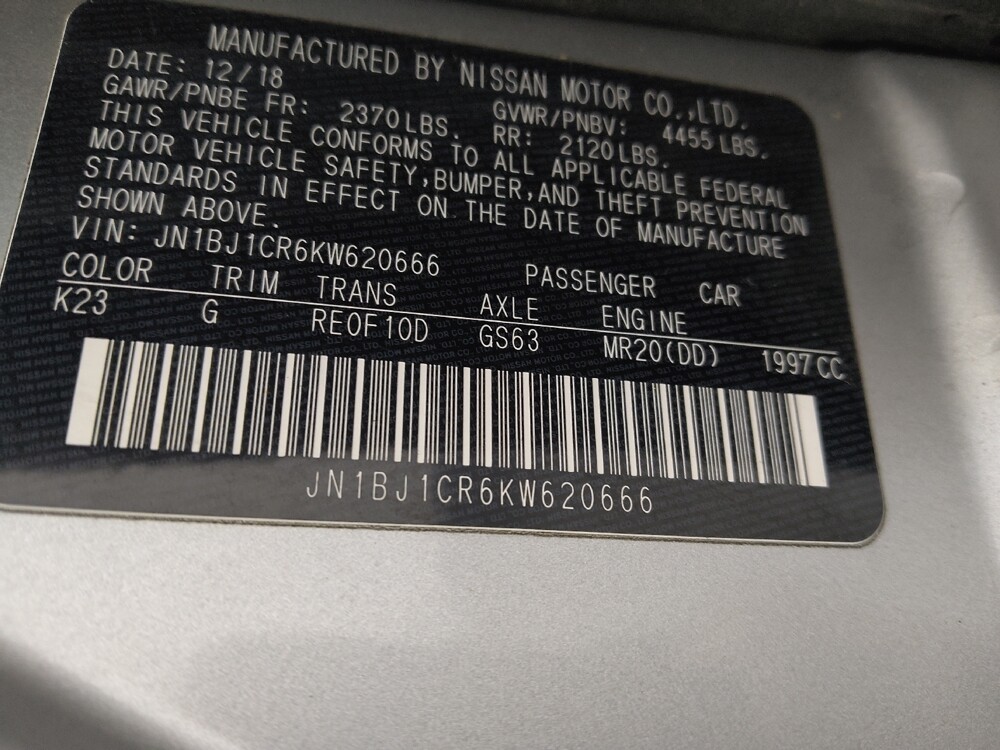 MANUFACTURED BY NISSAN MOTOR CO.,LTD.
DATE: 12/18 GVWR/PNBV: 4455 LBS.
GAWR/PNBE FR: 2370LBS. RR: 2120LBS.
THIS VEHICLE CONFORMS TO ALL APPLICABLE FEDERAL
MOTOR VEHICLE SAFETY,BUMPER,AND THEFT PREVENTION
STANDARDS IN EFFECT ON THE DATE OF MANUFACTURE
SHOWN ABOVE.
VIN: JN1BJ1CR6KW620666 PASSENGER CAR
COLOR TRIM TRANS AXLE ENGINE
K23 G RE0F10D GS63 MR20(DD) 1997CC
JN1BJ1CR6KW620666